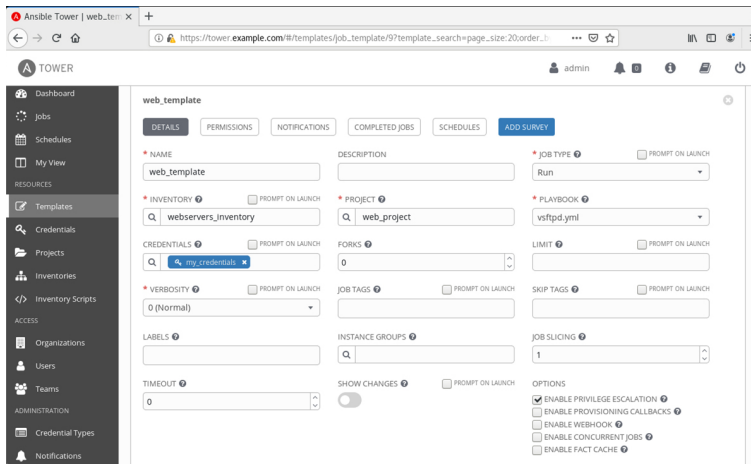 Ansible Tower | web_tem
https://tower.example.com/#/templates/job_template/9?template_search=page_size:20;order_b
TOWER
admin
0
Dashboard
Jobs
Schedules
My View
RESOURCES
Templates
Credentials
Projects
Inventories
Inventory Scripts
ACCESS
Organizations
Users
Teams
ADMINISTRATION
Credential Types
Notifications
web_template
DETAILS PERMISSIONS NOTIFICATIONS COMPLETED JOBS SCHEDULES ADD SURVEY
* NAME DESCRIPTION * JOB TYPE PROMPT ON LAUNCH
web_template Run
* INVENTORY PROMPT ON LAUNCH * PROJECT * PLAYBOOK
webservers_inventory web_project vsftpd.yml
CREDENTIALS PROMPT ON LAUNCH FORKS LIMIT PROMPT ON LAUNCH
my_credentials 0
* VERBOSITY PROMPT ON LAUNCH JOB TAGS PROMPT ON LAUNCH SKIP TAGS PROMPT ON LAUNCH
0 (Normal)
LABELS INSTANCE GROUPS JOB SLICING
1
TIMEOUT SHOW CHANGES PROMPT ON LAUNCH OPTIONS
0
ENABLE PRIVILEGE ESCALATION
ENABLE PROVISIONING CALLBACKS
ENABLE WEBHOOK
ENABLE CONCURRENT JOBS
ENABLE FACT CACHE